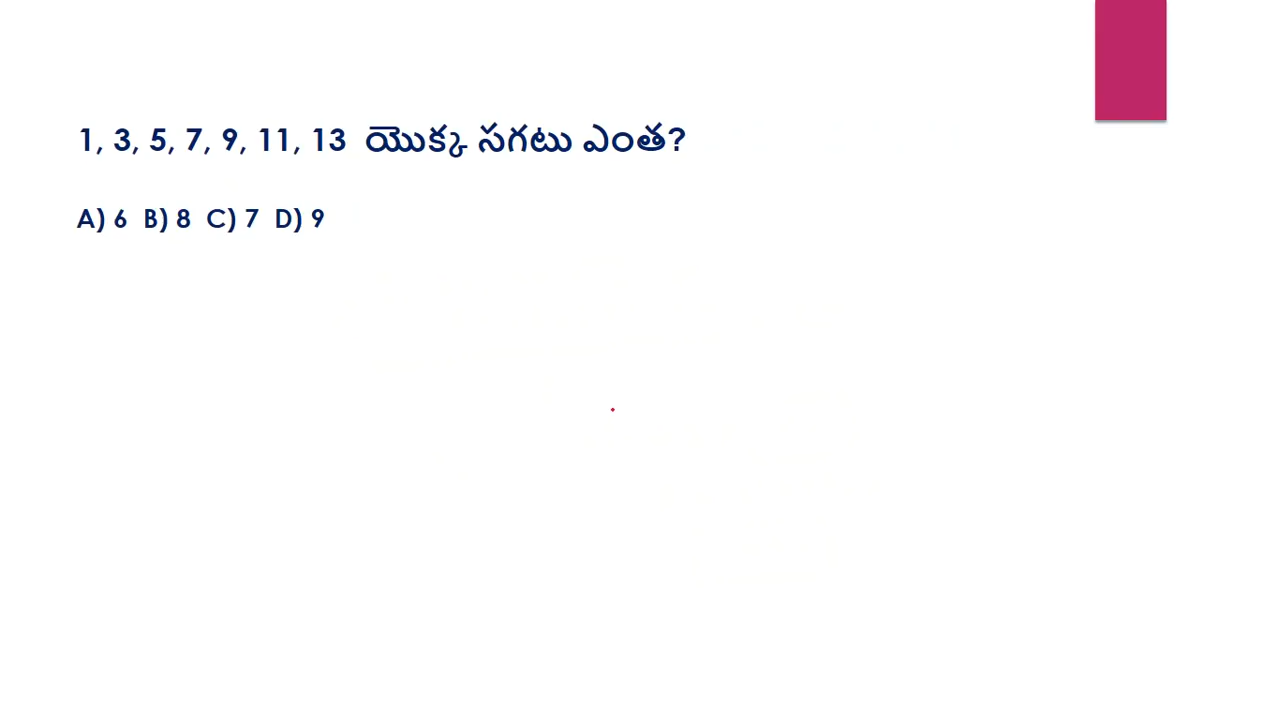 1, 3, 5, 7, 9, 11, 13 యొక్క సగటు ఎంత?
A) 6 B) 8 C) 7 D) 9